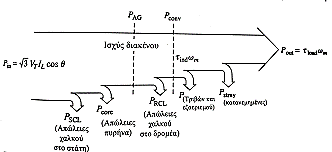 P_AG
P_conv
Ισχύς διακένου
P_in = √3 V_T I_L cos θ
τ_ind ω_m
P_out = τ_load ω_m
P_SCL
(Απώλειες
χαλκού
στο στάτη)
P_core
(Απώλειες
πυρήνα)
P_RCL
(Απώλειες
χαλκού
στο δρομέα)
P_(Τριβών και
εξαερισμού)
P_stray
(κατανεμημένες)